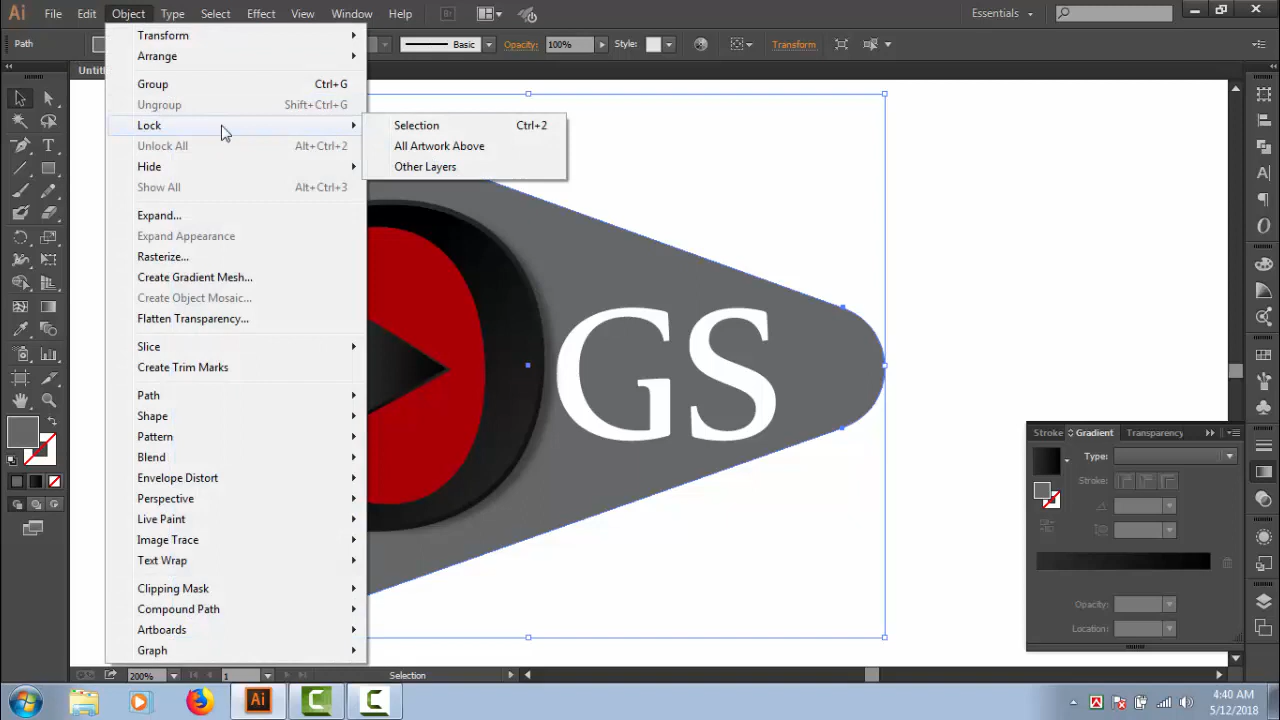 Ai File Edit Object Type Select Effect View Window Help Br Essentials
Path Basic Opacity: 100% Style: Transform
Untit
Transform
Arrange
Group Ctrl+G
Ungroup Shift+Ctrl+G
Lock
Unlock All Alt+Ctrl+2
Hide
Show All Alt+Ctrl+3
Expand...
Expand Appearance
Rasterize...
Create Gradient Mesh...
Create Object Mosaic...
Flatten Transparency...
Slice
Create Trim Marks
Path
Shape
Pattern
Blend
Envelope Distort
Perspective
Live Paint
Image Trace
Text Wrap
Clipping Mask
Compound Path
Artboards
Graph
Selection Ctrl+2
All Artwork Above
Other Layers
GS
Stroke Gradient Transparency
Type:
Stroke:
Opacity:
Location:
200% 1 Selection
Ai
4:40 AM
5/12/2018